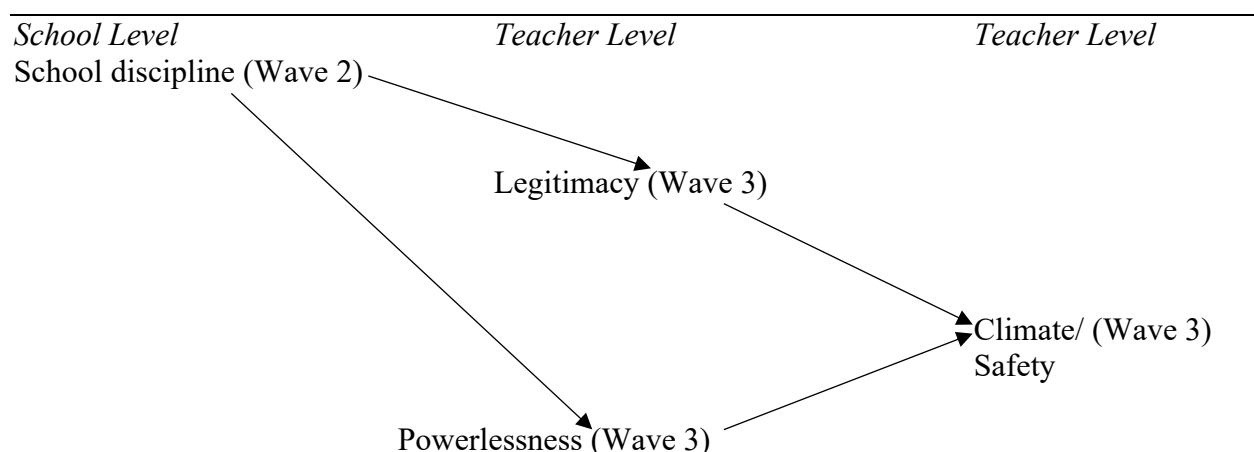 School Level Teacher Level Teacher Level
School discipline (Wave 2)
Legitimacy (Wave 3)
Climate/ (Wave 3)
Safety
Powerlessness (Wave 3)